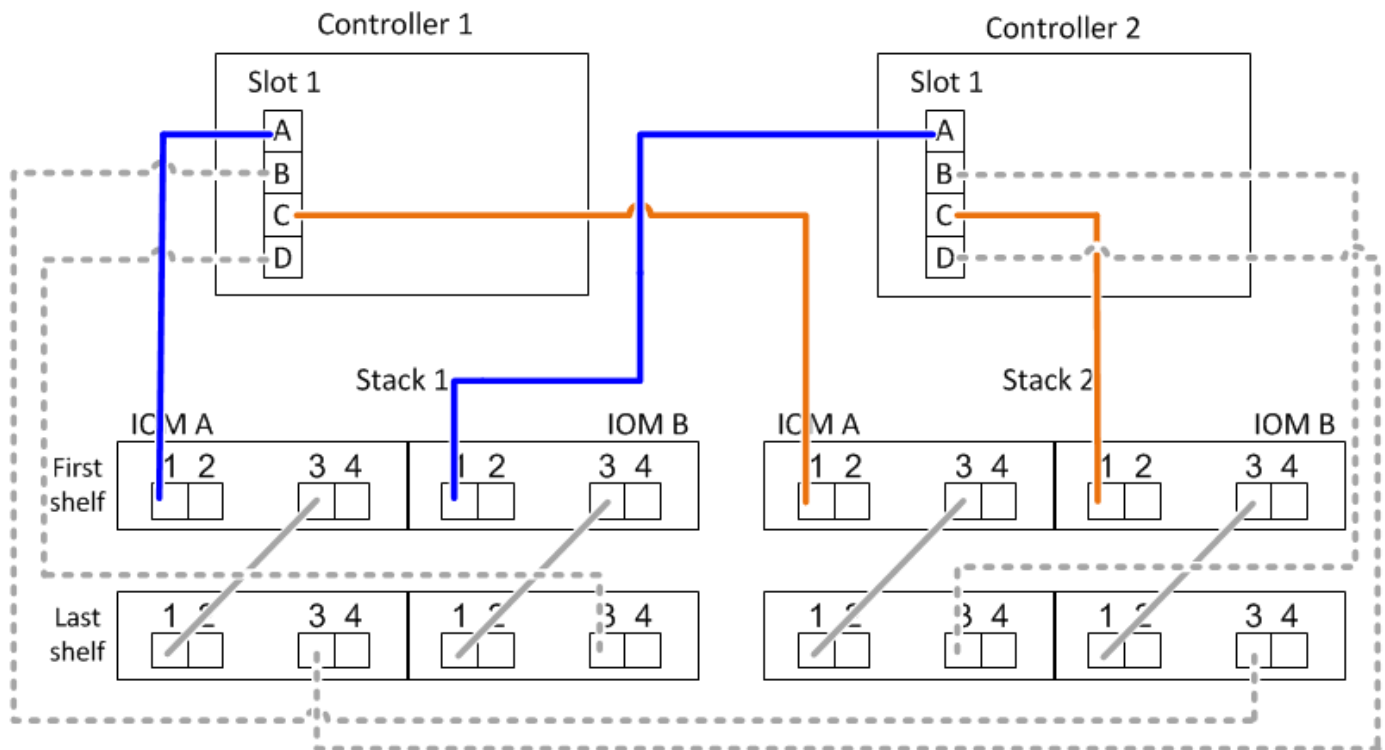 Controller 1
Controller 2
Slot 1
Slot 1
A
A
B
B
C
C
D
D
Stack 1
Stack 2
IOM A
IOM B
IOM A
IOM B
First shelf
1 2
3 4
1 2
3 4
1 2
3 4
1 2
3 4
Last shelf
1 2
3 4
1 2
3 4
1 2
3 4
1 2
3 4